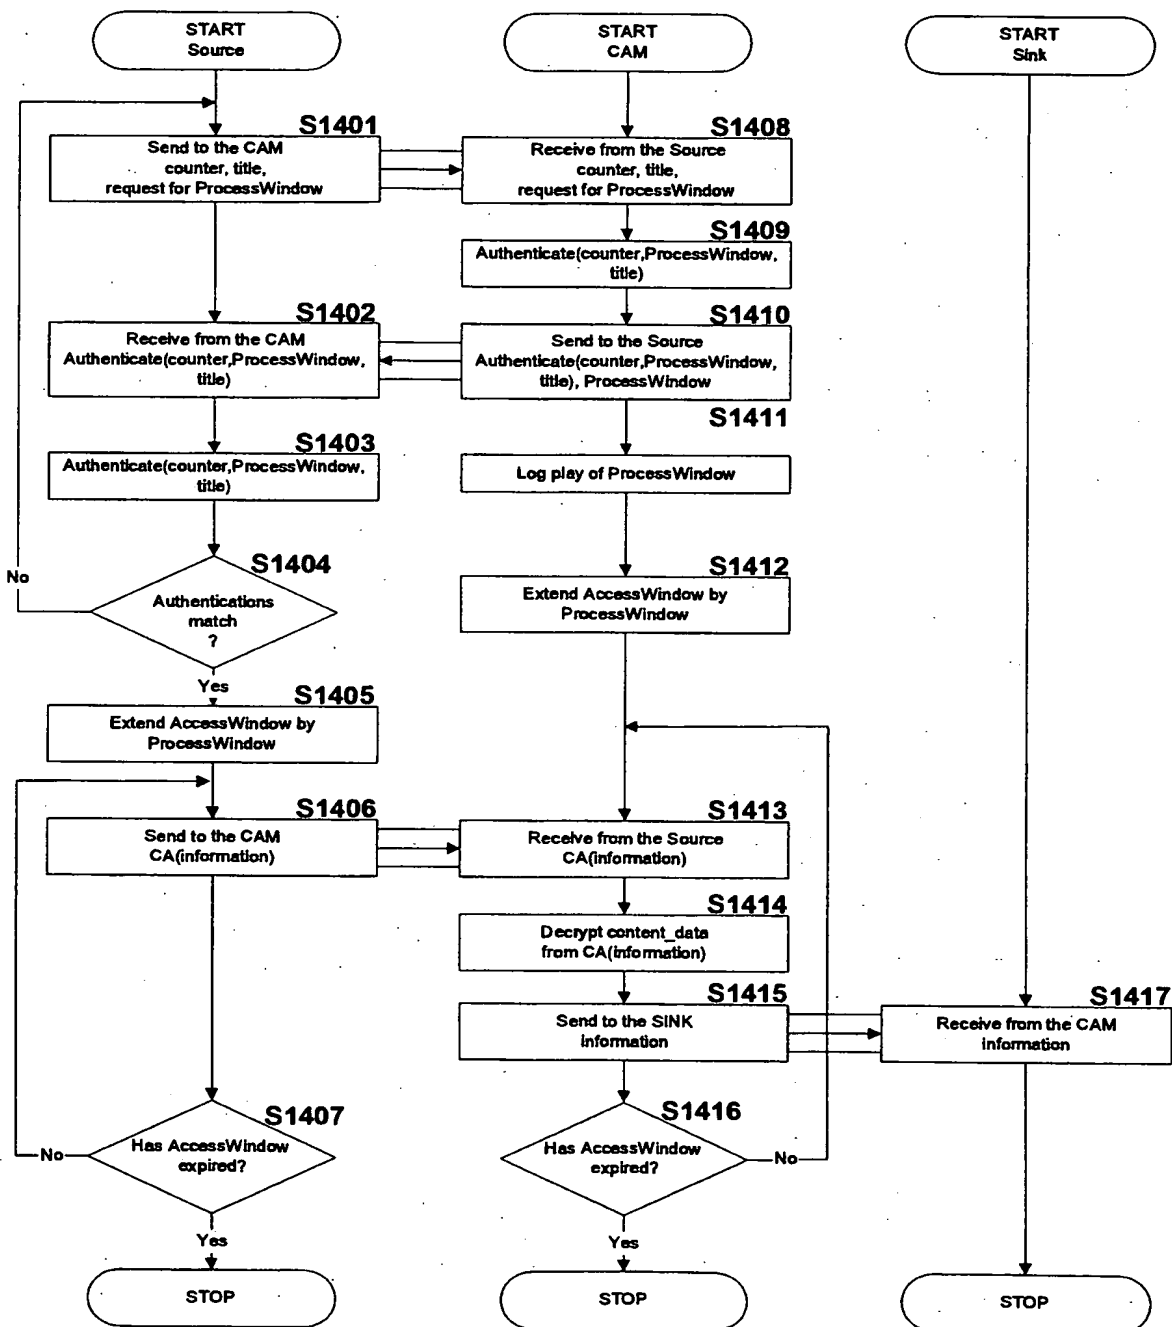 START
Source
START
CAM
START
Sink
S1401
Send to the CAM
counter, title,
request for ProcessWindow
S1408
Receive from the Source
counter, title,
request for ProcessWindow
S1409
Authenticate(counter,ProcessWindow,
title)
S1402
Receive from the CAM
Authenticate(counter,ProcessWindow,
title)
S1410
Send to the Source
Authenticate(counter,ProcessWindow,
title), ProcessWindow
S1403
Authenticate(counter,ProcessWindow,
title)
S1411
Log play of ProcessWindow
S1404
Authentications
match
?
No
Yes
S1412
Extend AccessWindow by
ProcessWindow
S1405
Extend AccessWindow by
ProcessWindow
S1406
Send to the CAM
CA(information)
S1413
Receive from the Source
CA(information)
S1414
Decrypt content_data
from CA(information)
S1415
Send to the SINK
information
S1417
Receive from the CAM
information
S1407
Has AccessWindow
expired?
No
Yes
S1416
Has AccessWindow
expired?
No
Yes
STOP
STOP
STOP